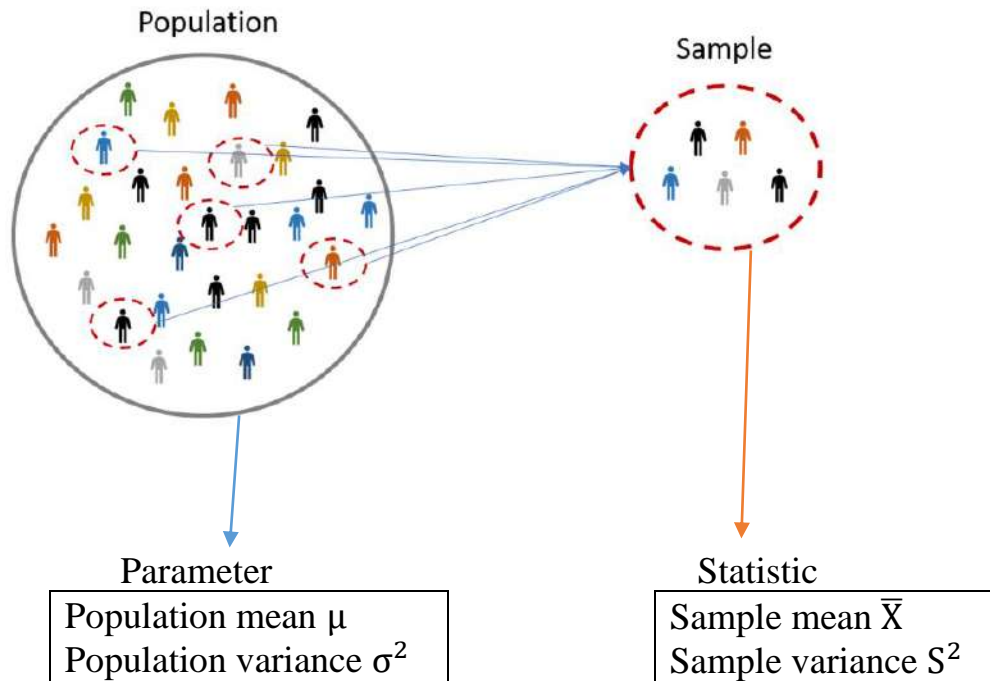 Population
Sample
Parameter
Population mean μ
Population variance σ²
Statistic
Sample mean X̅
Sample variance S²